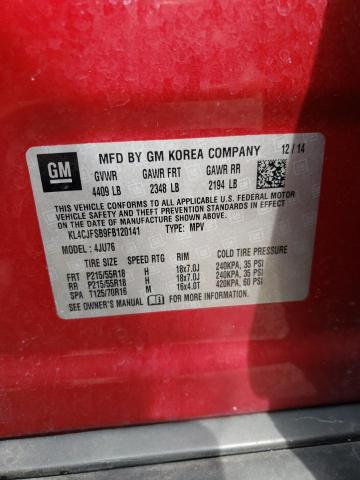 GM
MFD BY GM KOREA COMPANY 12/14
GVWR GAWR FRT GAWR RR
4409 LB 2348 LB 2194 LB
THIS VEHICLE CONFORMS TO ALL APPLICABLE U.S. FEDERAL MOTOR
VEHICLE SAFETY, BUMPER, AND THEFT PREVENTION STANDARDS IN EFFECT ON THE
DATE OF MANUFACTURE SHOWN ABOVE.
KL4CJFSB9FB120141 TYPE: MPV
MODEL: 4JU76
TIRE SIZE SPEED RTG RIM COLD TIRE PRESSURE
FRT P215/55R18 H 18x7.0J 240KPA, 35 PSI
RR P215/55R18 H 18x7.0J 240KPA, 35 PSI
SPA T125/70R16 M 16x4.0T 420KPA, 60 PSI
SEE OWNER'S MANUAL FOR MORE INFORMATION.